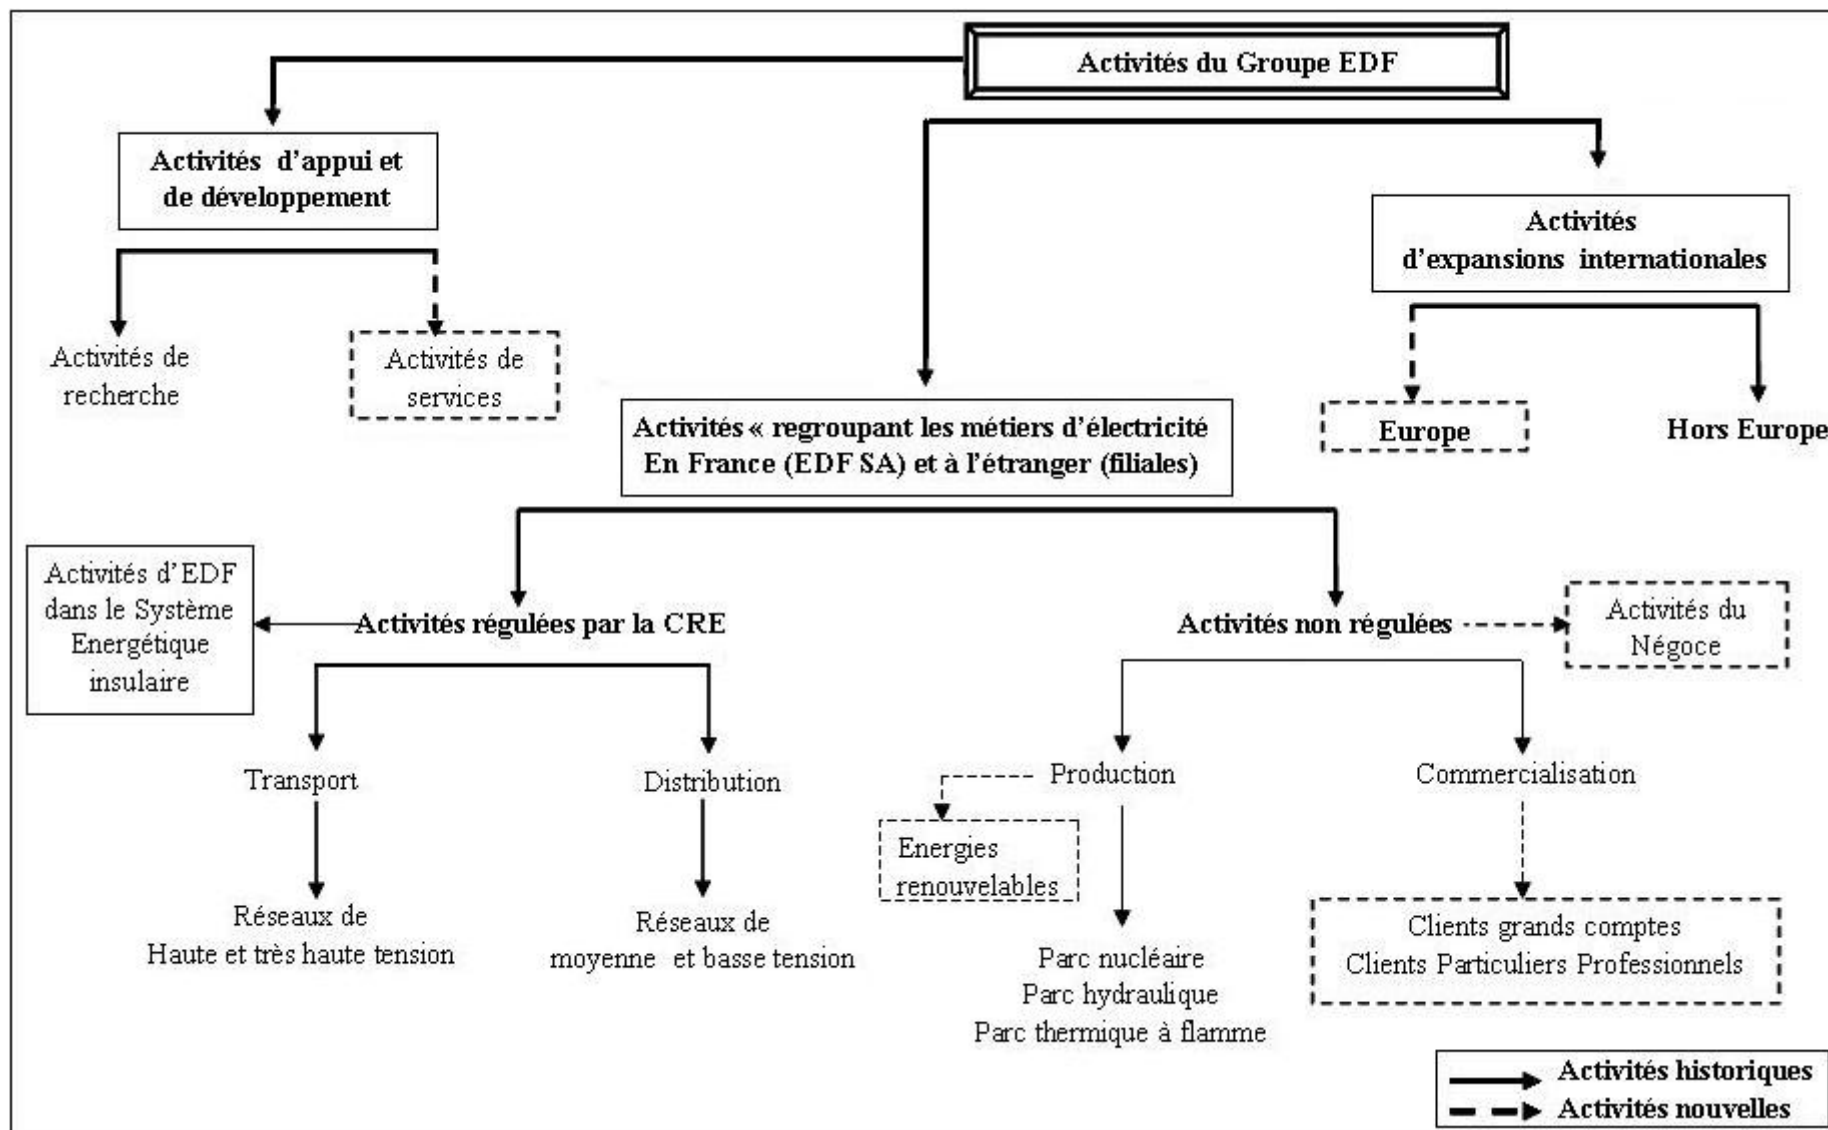 Activités du Groupe EDF
Activités d'appui et
de développement
Activités
d'expansions internationales
Activités de
recherche
Activités de
services
Activités « regroupant les métiers d'électricité
En France (EDF SA) et à l'étranger (filiales)
Europe
Hors Europe
Activités d'EDF
dans le Système
Energétique
insulaire
Activités régulées par la CRE
Activités non régulées
Activités du
Négoce
Transport
Distribution
Production
Commercialisation
Energies
renouvelables
Réseaux de
Haute et très haute tension
Réseaux de
moyenne et basse tension
Parc nucléaire
Parc hydraulique
Parc thermique à flamme
Clients grands comptes
Clients Particuliers Professionnels
Activités historiques
Activités nouvelles